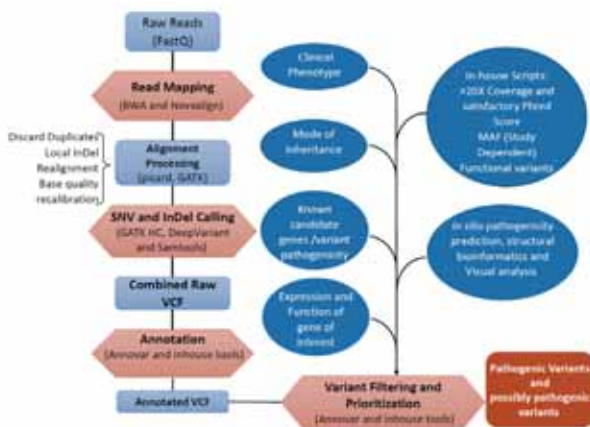 Raw Reads
(FastQ)
Read Mapping
(BWA and Novoalign)
Discard Duplicates
Local InDel
Realignment
Base quality
recalibration
Alignment
Processing
(picard, GATK)
SNV and InDel Calling
(GATK HC, DeepVariant
and Samtools)
Combined Raw
VCF
Annotation
(Annovar and inhouse tools)
Annotated VCF
Clinical
Phenotype
Mode of
Inheritance
Known
candidate
genes /variant
pathogenicity
Expression and
Function of
gene of
Interest
In-house Scripts:
>20X Coverage and
satisfactory Phred
Score
MAF (Study
Dependent)
Functional variants
In silico pathogenicity
prediction, structural
bioinformatics and
Visual analysis
Variant Filtering and
Prioritization
(Annovar and inhouse tools)
Pathogenic Variants
and
possibly pathogenic
variants